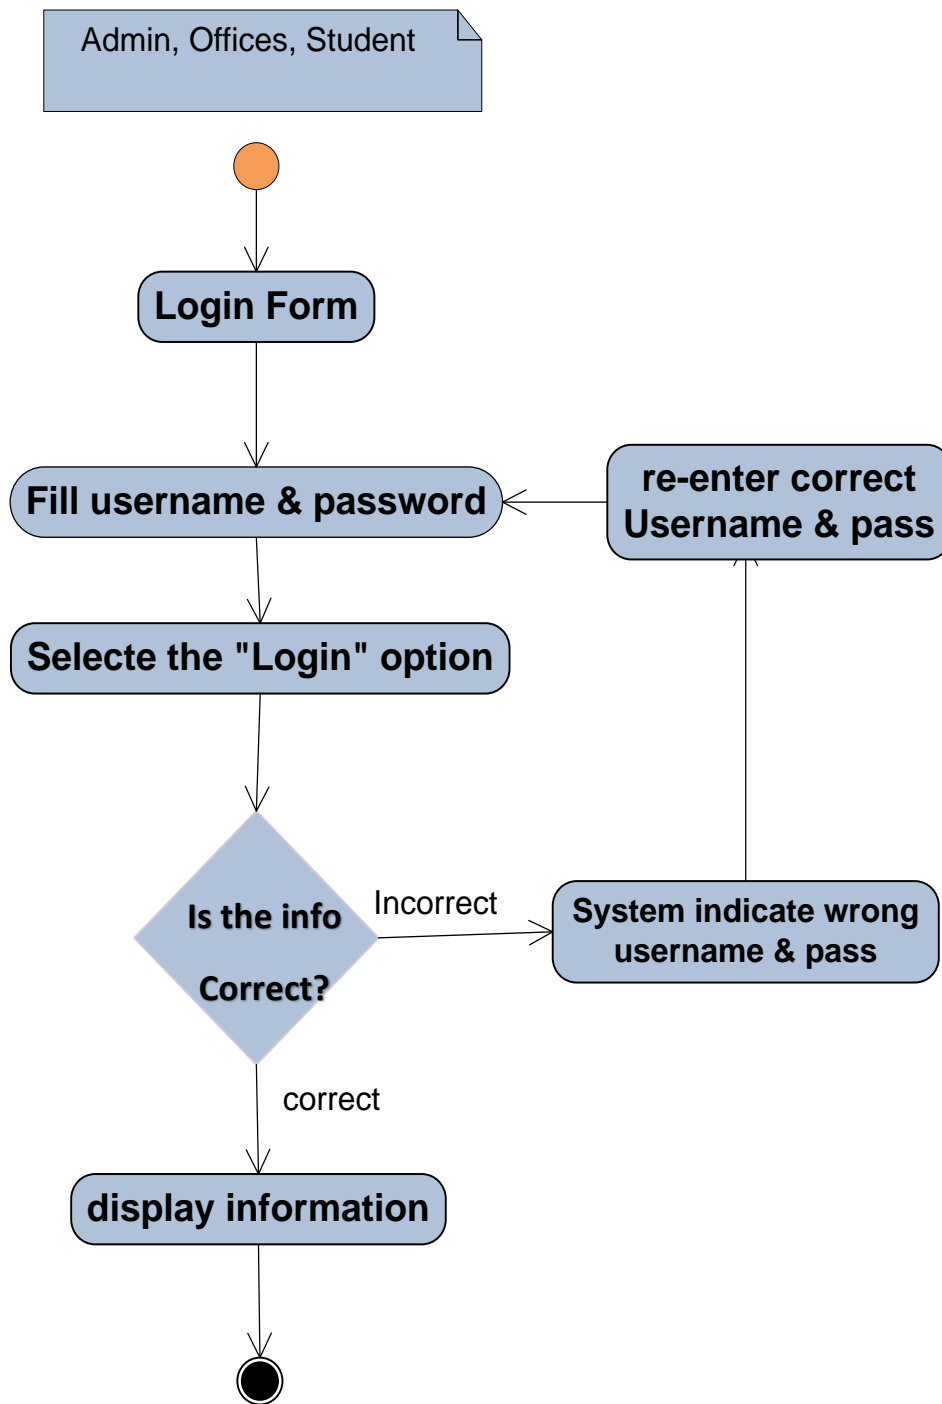 Admin, Offices, Student
Login Form
Fill username & password
re-enter correct
Username & pass
Selecte the "Login" option
Is the info
Correct?
Incorrect
System indicate wrong
username & pass
correct
display information